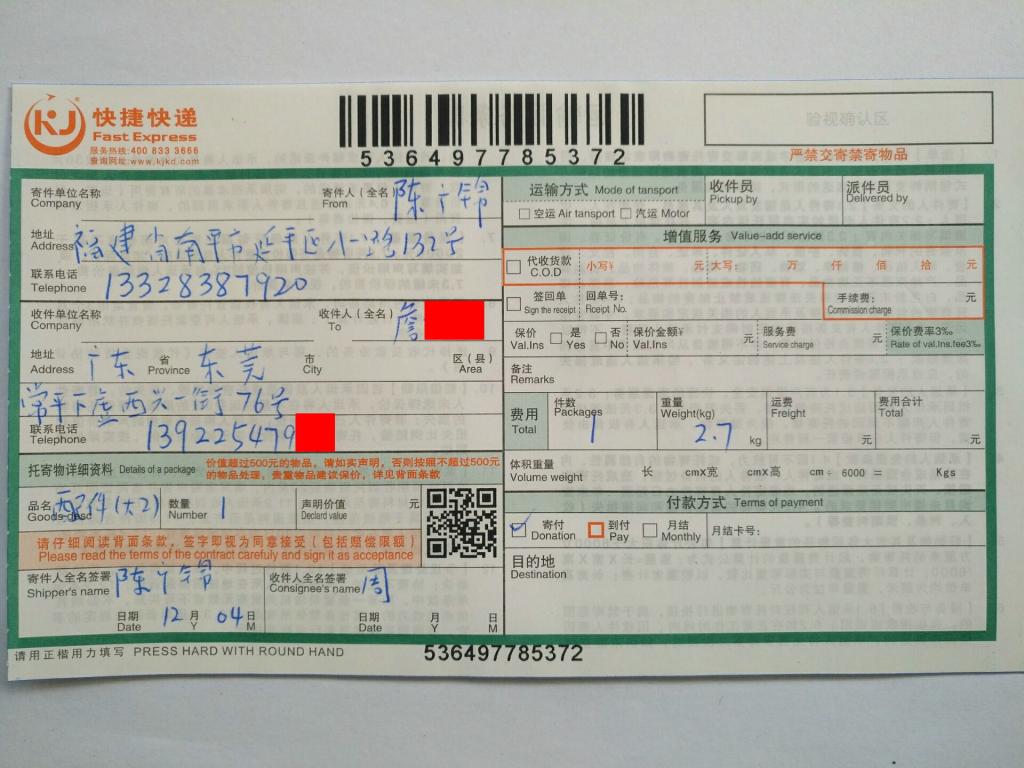 快捷快递
Fast Express
服务热线:400 833 3666
查询网址:www.kjkd.com
536497785372
验视确认区
严禁交寄禁寄物品
寄件单位名称
Company
寄件人（全名）
From
陈广锦
地址
Address
福建省南平市延平区小一路132号
联系电话
Telephone
13328387920
收件单位名称
Company
收件人（全名）
To
詹
地址
Address
广东 省 Province 东莞 市 City 区（县） Area
常平下墟西兴一街76号
联系电话
Telephone
139225479
托寄物详细资料 Details of a package
价值超过500元的物品，请如实声明，否则按照不超过500元
的物品处理，贵重物品建议保价，详见背面条款
品名
Goods desc
配件(大2)
数量
Number
1
声明价值
Declard value
元
请仔细阅读背面条款，签字即视为同意接受（包括赔偿限额）
Please read the terms of the contract carefuly and sign it as acceptance
寄件人全名签署
Shipper's name
陈广锦
收件人全名签署
Consignee's name
周
日期 Date 12 月 Y 04 日 M
日期 Date 月 Y 日 M
运输方式 Mode of tansport
空运 Air tansport 汽运 Motor
收件员
Pickup by
派件员
Delivered by
增值服务 Value-add service
代收货款
C.O.D
小写¥ 元 大写: 万 仟 佰 拾 元
签回单
Sign the receipt
回单号:
Rceipt No.
手续费:
Commission charge
元
保价
Val.Ins
是
Yes
否
No
保价金额¥
Val.Ins
元
服务费
Service charge
元
保价费率3‰
Rate of val.Ins.fee3‰
备注
Remarks
费用
Total
件数
Packages
1
重量
Weight(kg)
2.7 kg
运费
Freight
元
费用合计
Total
元
体积重量
Volume weight
长 cmX宽 cmX高 cm÷ 6000 = Kgs
付款方式 Terms of payment
寄付
Donation
到付
Pay
月结
Monthly
月结卡号:
目的地
Destination
请用正楷用力填写 PRESS HARD WITH ROUND HAND
536497785372